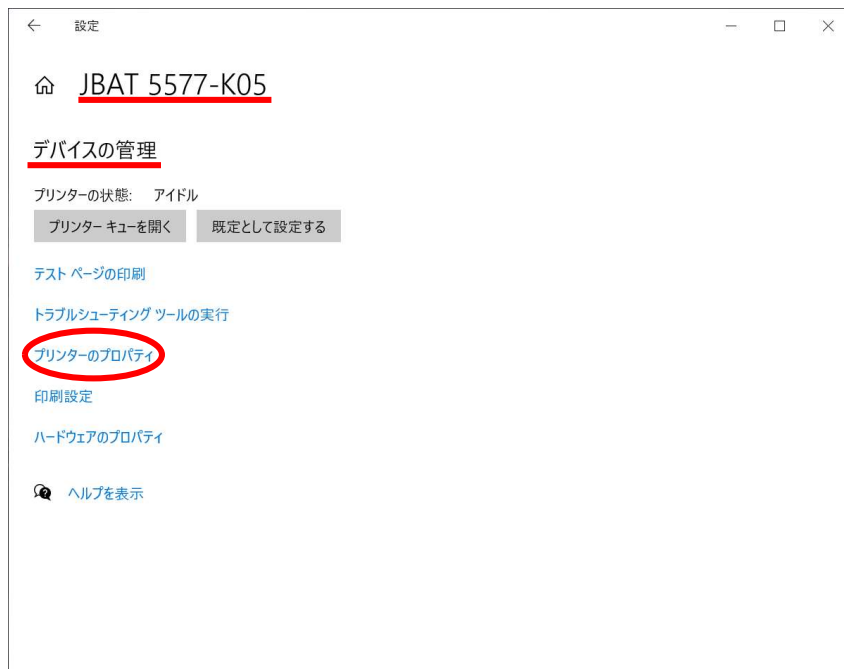 設定
JBAT 5577-K05
デバイスの管理
プリンターの状態: アイドル
プリンター キューを開く 既定として設定する
テスト ページの印刷
トラブルシューティング ツールの実行
プリンターのプロパティ
印刷設定
ハードウェアのプロパティ
ヘルプを表示